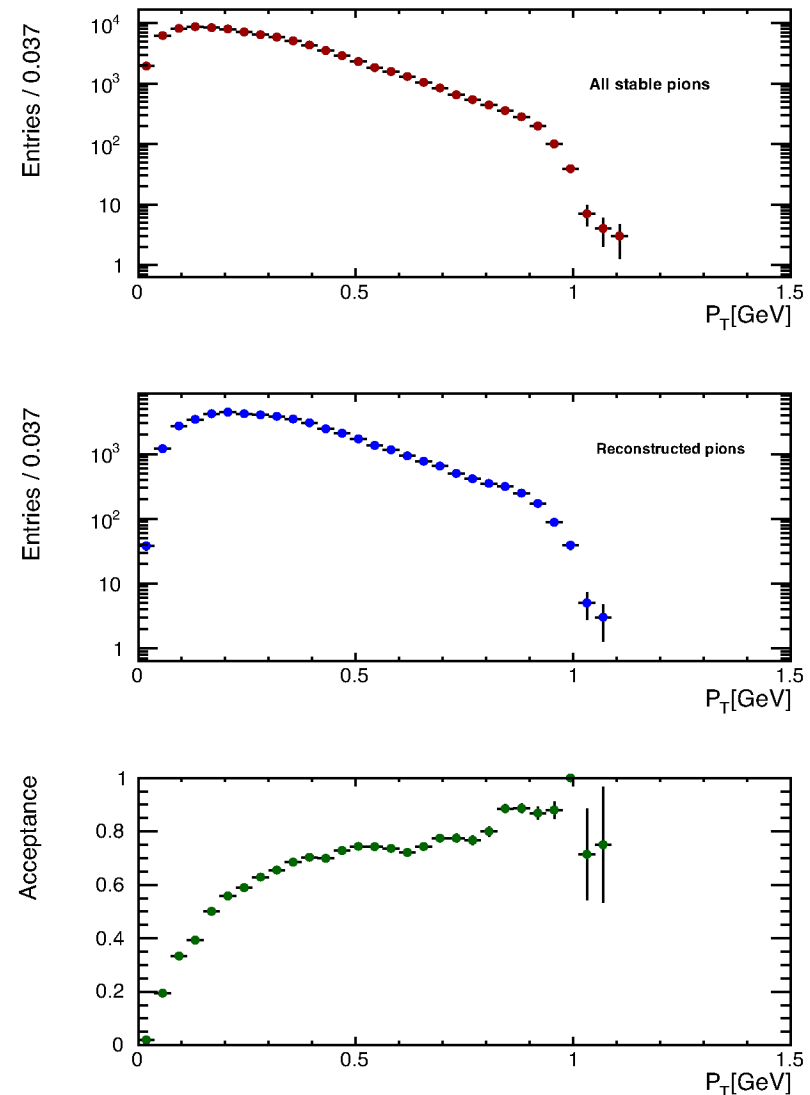 Entries / 0.037
10^4
10^3
10^2
10
1
All stable pions
0 0.5 1 1.5
P_T[GeV]
Entries / 0.037
10^3
10^2
10
1
Reconstructed pions
0 0.5 1 1.5
P_T[GeV]
Acceptance
1
0.8
0.6
0.4
0.2
0
0 0.5 1 1.5
P_T[GeV]